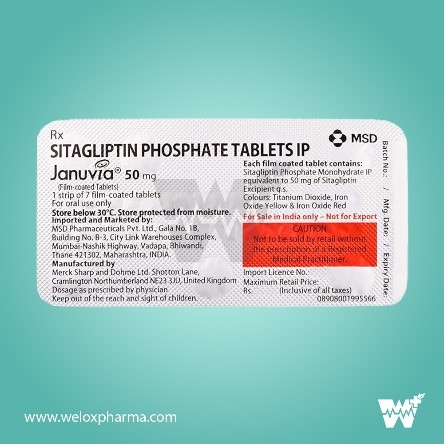 Rx
SITAGLIPTIN PHOSPHATE TABLETS IP
Januvia® 50 mg
(Film-coated Tablets)
1 strip of 7 film-coated tablets
For oral use only.
Store below 30°C. Store protected from moisture.
Imported and Marketed by:
MSD Pharmaceuticals Pvt. Ltd., Gala No. 1B,
Building No. B-3, City Link Warehouses Complex,
Mumbai-Nashik Highway, Vadapa, Bhiwandi,
Thane 421302, Maharashtra, INDIA.
Manufactured by
Merck Sharp and Dohme Ltd. Shotton Lane,
Cramlington Northumberland NE23 3JU, United Kingdom
Dosage as prescribed by physician
Keep out of the reach and sight of children.
MSD
Each film coated tablet contains:
Sitagliptin Phosphate Monohydrate IP
equivalent to 50 mg of Sitagliptin
Excipient q.s.
Colours: Titanium Dioxide, Iron
Oxide Yellow & Iron Oxide Red
For Sale in India only – Not for Export
CAUTION
Not to be sold by retail without
the prescription of a Registered
Medical Practitioner.
Import Licence No.
Maximum Retail Price:
Rs. (Inclusive of all taxes)
08908001995566
Batch No.: / Mfg. Date: / Expiry Date:
www.weloxpharma.com